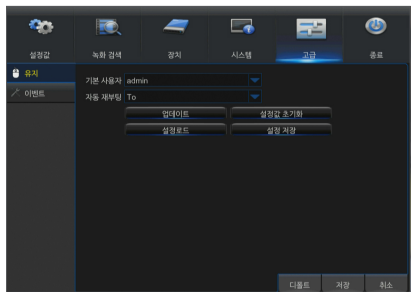 설정값 녹화 검색 장치 시스템 고급 종료
유지
이벤트
기본 사용자 admin
자동 재부팅 To
업데이트 설정값 초기화
설정로드 설정 저장
디폴트 저장 취소